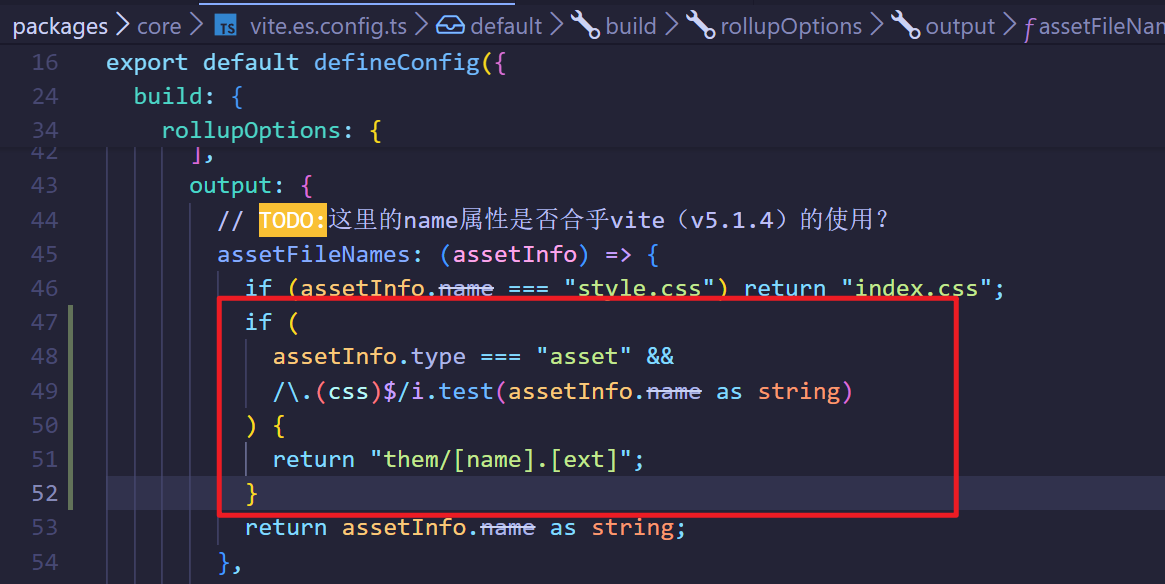 packages > core > TS vite.es.config.ts > default > build > rollupOptions > output > assetFileNam
16 export default defineConfig({
24 build: {
34 rollupOptions: {
42 ],
43 output: {
44 // TODO:这里的name属性是否合乎vite（v5.1.4）的使用？
45 assetFileNames: (assetInfo) => {
46 if (assetInfo.name === "style.css") return "index.css";
47 if (
48 assetInfo.type === "asset" &&
49 /\.(css)$/i.test(assetInfo.name as string)
50 ) {
51 return "them/[name].[ext]";
52 }
53 return assetInfo.name as string;
54 },